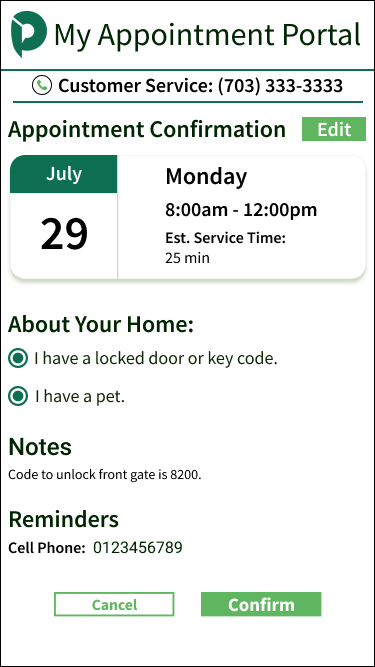 My Appointment Portal
Customer Service: (703) 333-3333
Appointment Confirmation
Edit
July
29
Monday
8:00am - 12:00pm
Est. Service Time:
25 min
About Your Home:
I have a locked door or key code.
I have a pet.
Notes
Code to unlock front gate is 8200.
Reminders
Cell Phone: 0123456789
Cancel
Confirm